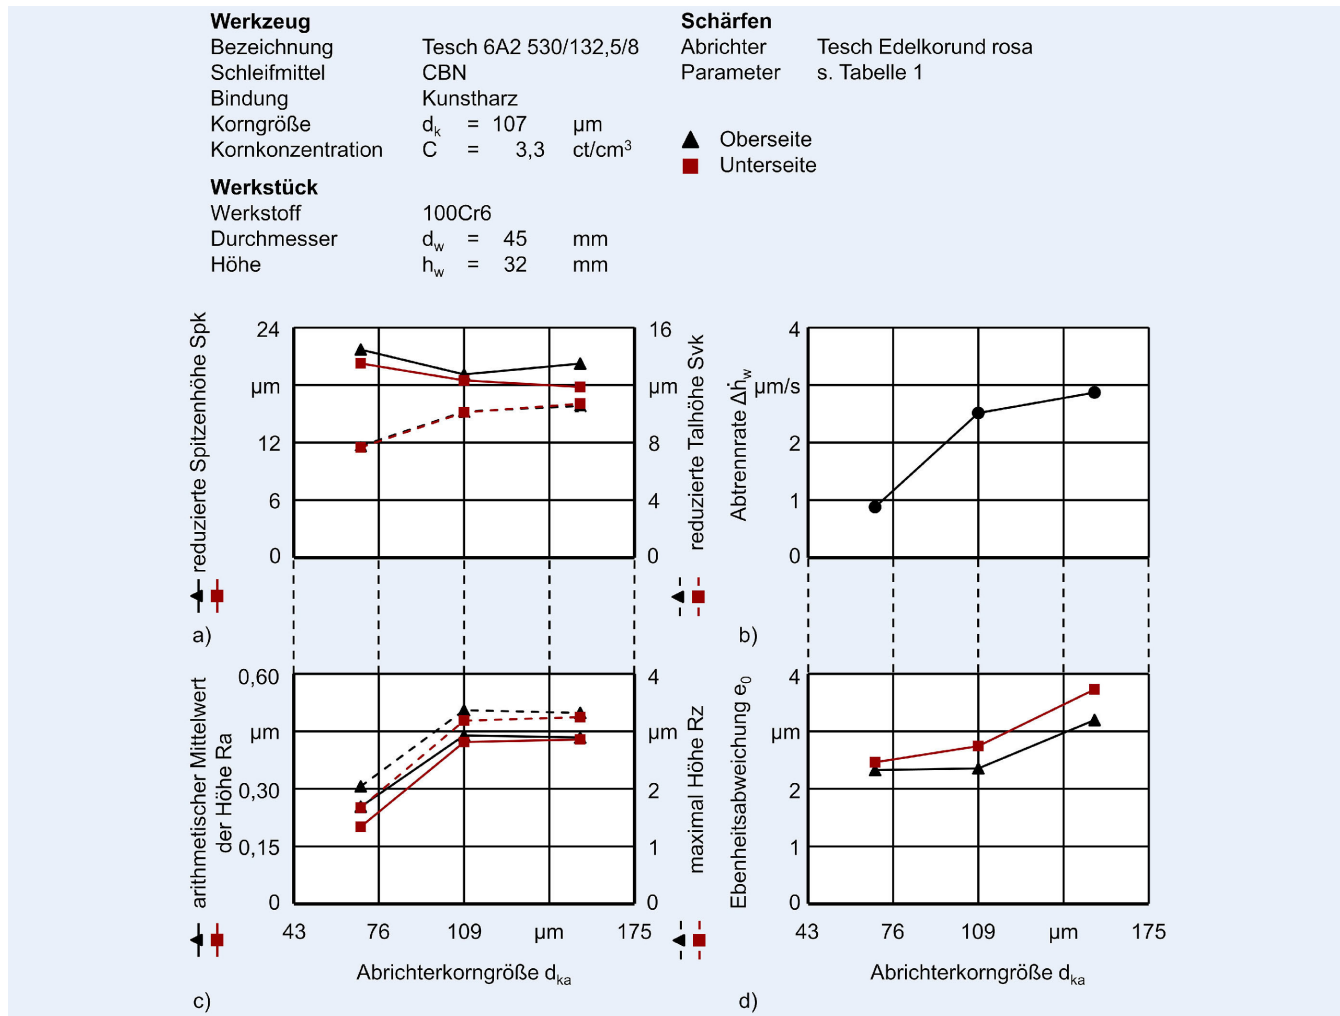 Werkzeug
Bezeichnung Tesch 6A2 530/132,5/8
Schleifmittel CBN
Bindung Kunstharz
Korngröße dk = 107 µm
Kornkonzentration C = 3,3 ct/cm³
Werkstück
Werkstoff 100Cr6
Durchmesser dw = 45 mm
Höhe hw = 32 mm
Schärfen
Abrichter Tesch Edelkorund rosa
Parameter s. Tabelle 1
Oberseite
Unterseite
reduzierte Spitzenhöhe Spk
24
µm
12
6
0
reduzierte Talhöhe Svk
16
µm
8
4
0
a)
Abtrennrate Δḣw
4
µm/s
2
1
0
b)
arithmetischer Mittelwert
der Höhe Ra
0,60
µm
0,30
0,15
0
maximal Höhe Rz
4
µm
2
1
0
43 76 109 µm 175
Abrichterkorngröße dka
c)
Ebenheitsabweichung e0
4
µm
2
1
0
43 76 109 µm 175
Abrichterkorngröße dka
d)